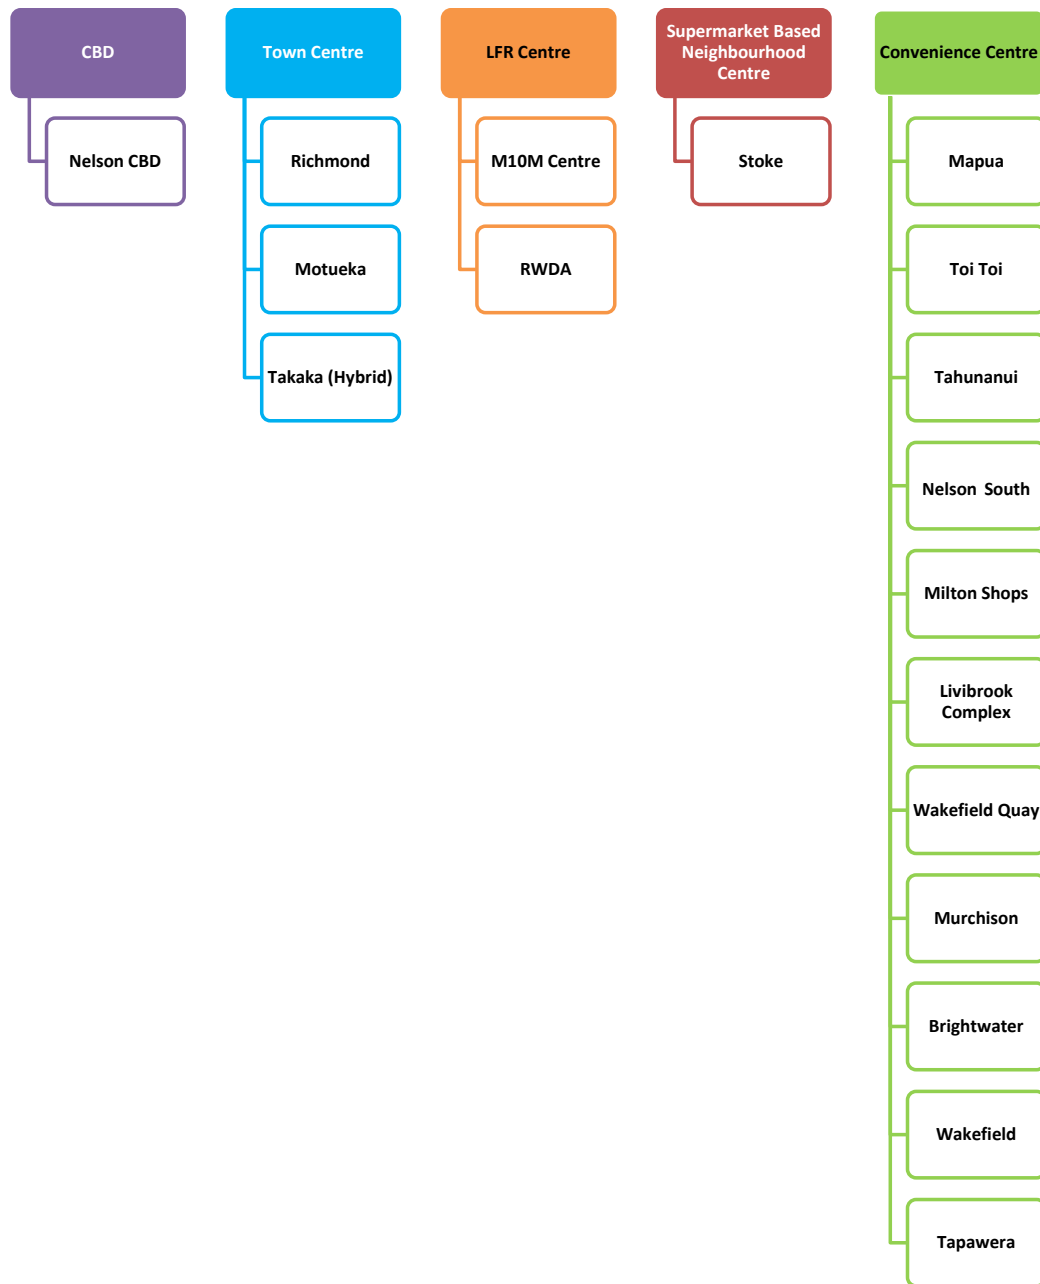 CBD
Nelson CBD
Town Centre
Richmond
Motueka
Takaka (Hybrid)
LFR Centre
M10M Centre
RWDA
Supermarket Based
Neighbourhood
Centre
Stoke
Convenience Centre
Mapua
Toi Toi
Tahunanui
Nelson South
Milton Shops
Livibrook
Complex
Wakefield Quay
Murchison
Brightwater
Wakefield
Tapawera